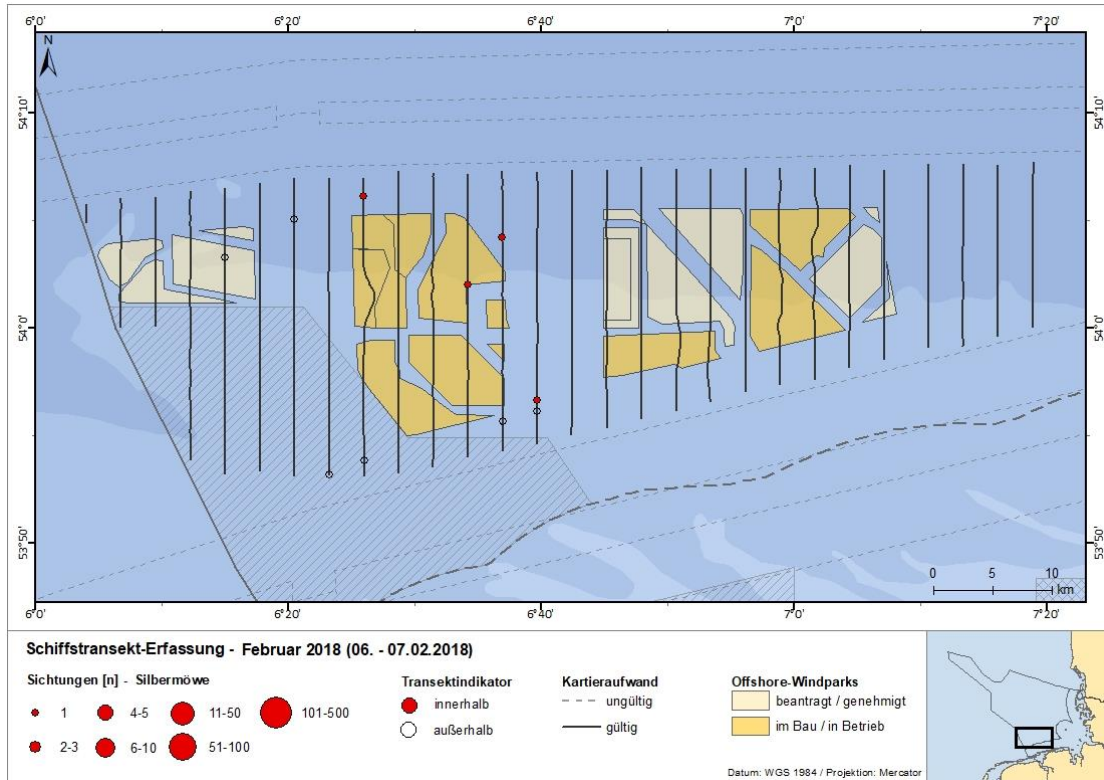 6°0' 6°20' 6°40' 7°0' 7°20'
N
54°10' 54°10'
54°0' 54°0'
53°50' 53°50'
0 5 10
km
6°0' 6°20' 6°40' 7°0' 7°20'
Schiffstransekt-Erfassung - Februar 2018 (06. - 07.02.2018)
Sichtungen [n] - Silbermöwe
1 4-5 11-50 101-500
2-3 6-10 51-100
Transektindikator
innerhalb
außerhalb
Kartieraufwand
ungültig
gültig
Offshore-Windparks
beantragt / genehmigt
im Bau / in Betrieb
Datum: WGS 1984 / Projektion: Mercator